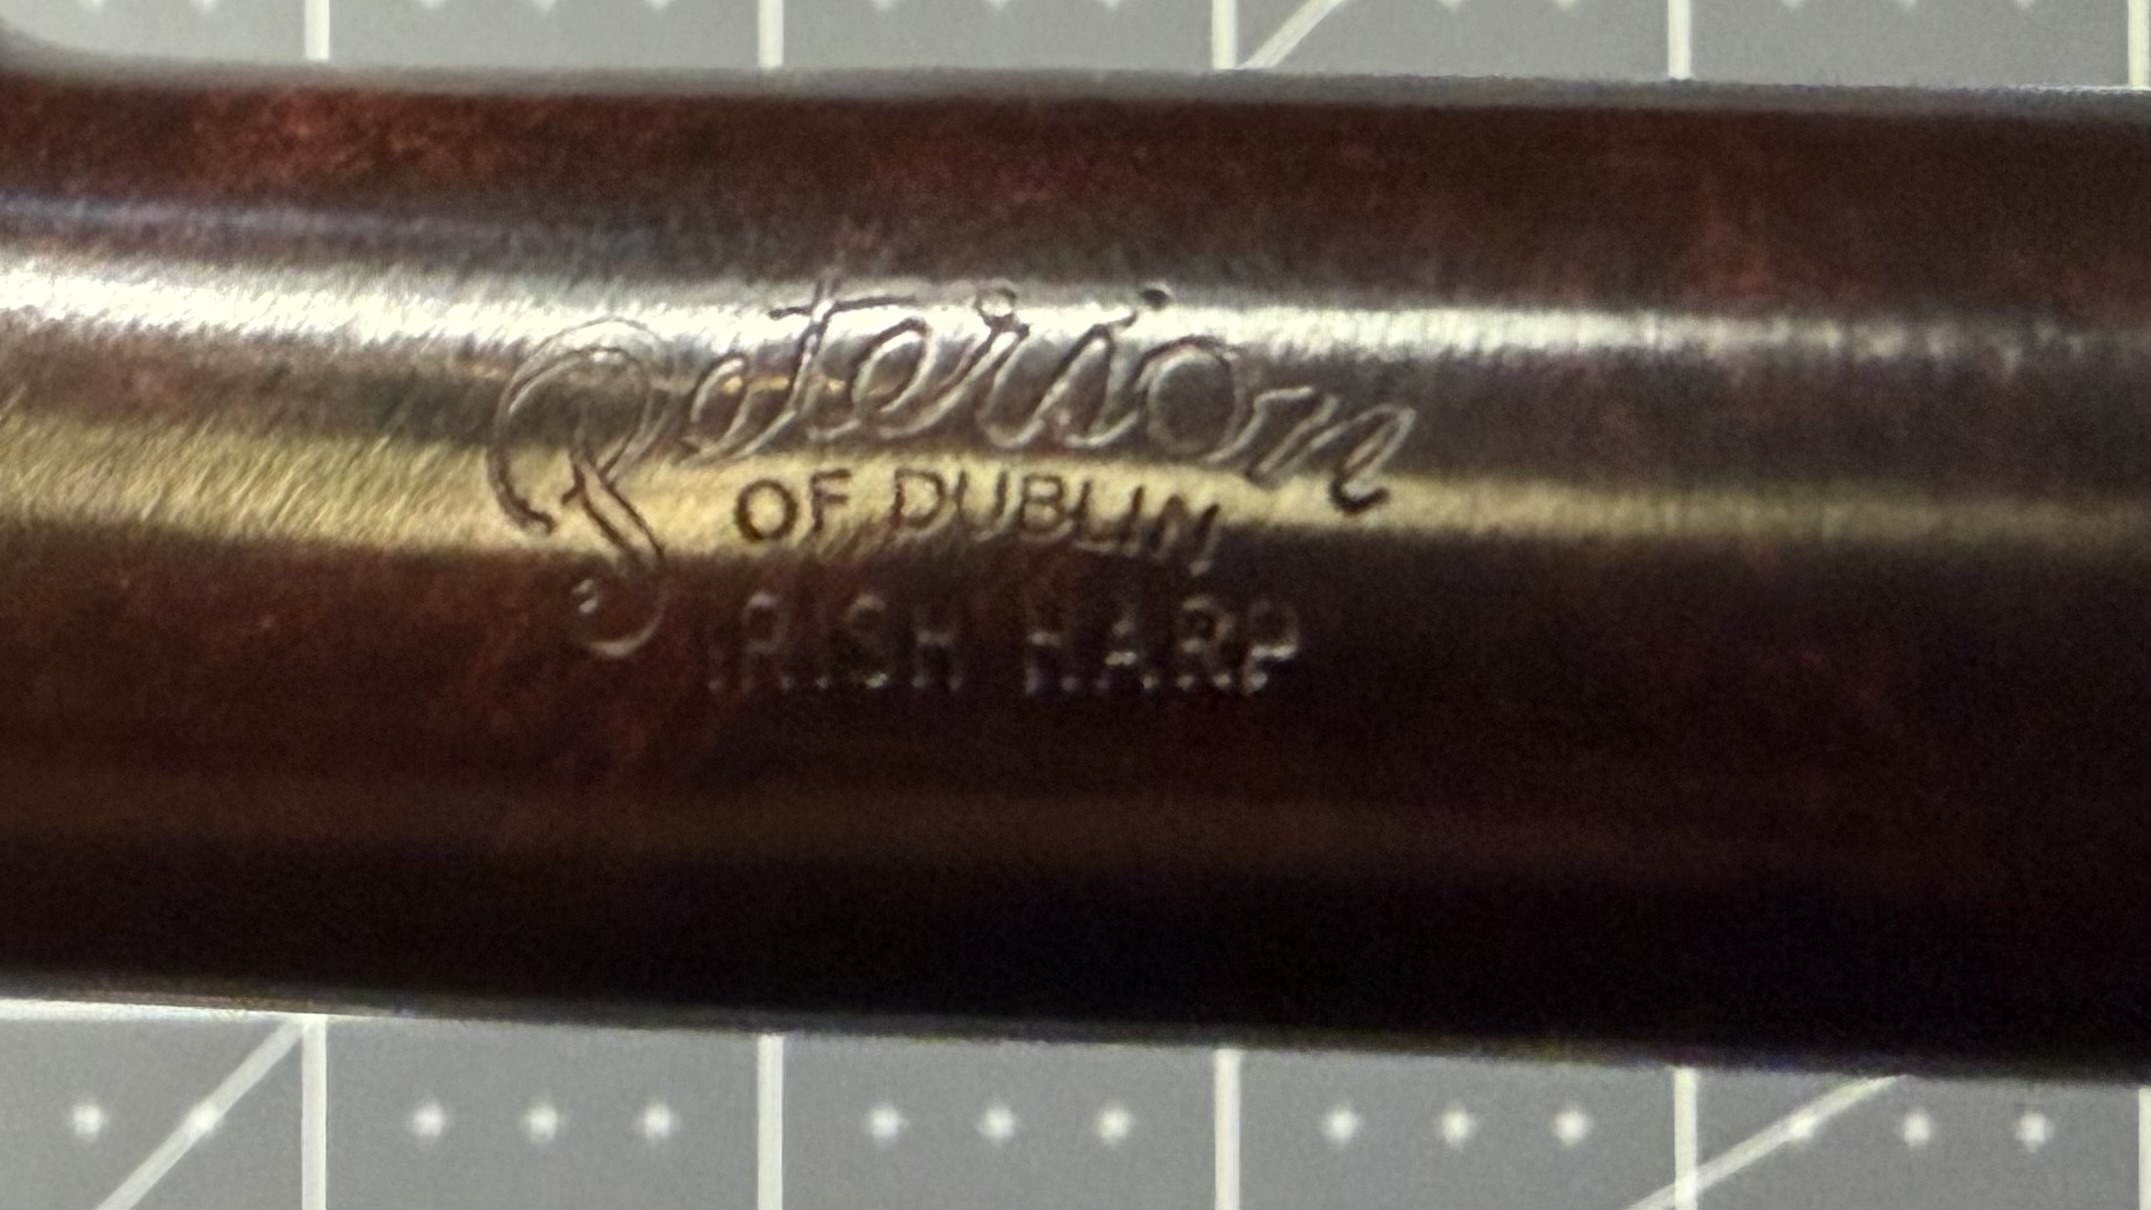 Peterson
OF DUBLIN
IRISH HARP